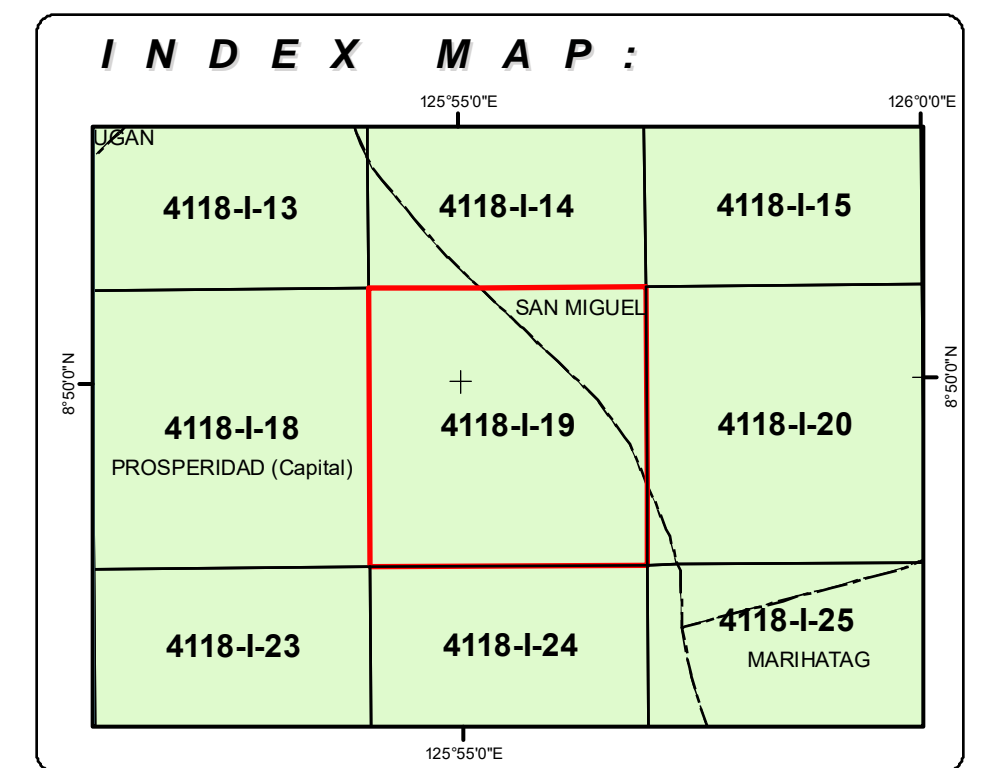 INDEX MAP:
125°55'0"E
126°0'0"E
UGAN
4118-I-13
4118-I-14
4118-I-15
SAN MIGUEL
8°50'0"N
8°50'0"N
4118-I-18
4118-I-19
4118-I-20
PROSPERIDAD (Capital)
4118-I-23
4118-I-24
4118-I-25
MARIHATAG
125°55'0"E